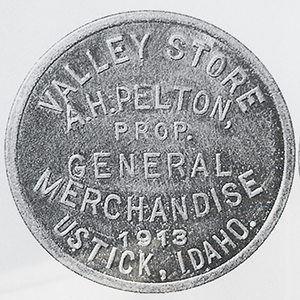 VALLEY STORE
A.H. PELTON,
PROP.
GENERAL
MERCHANDISE
1913
USTICK, IDAHO.